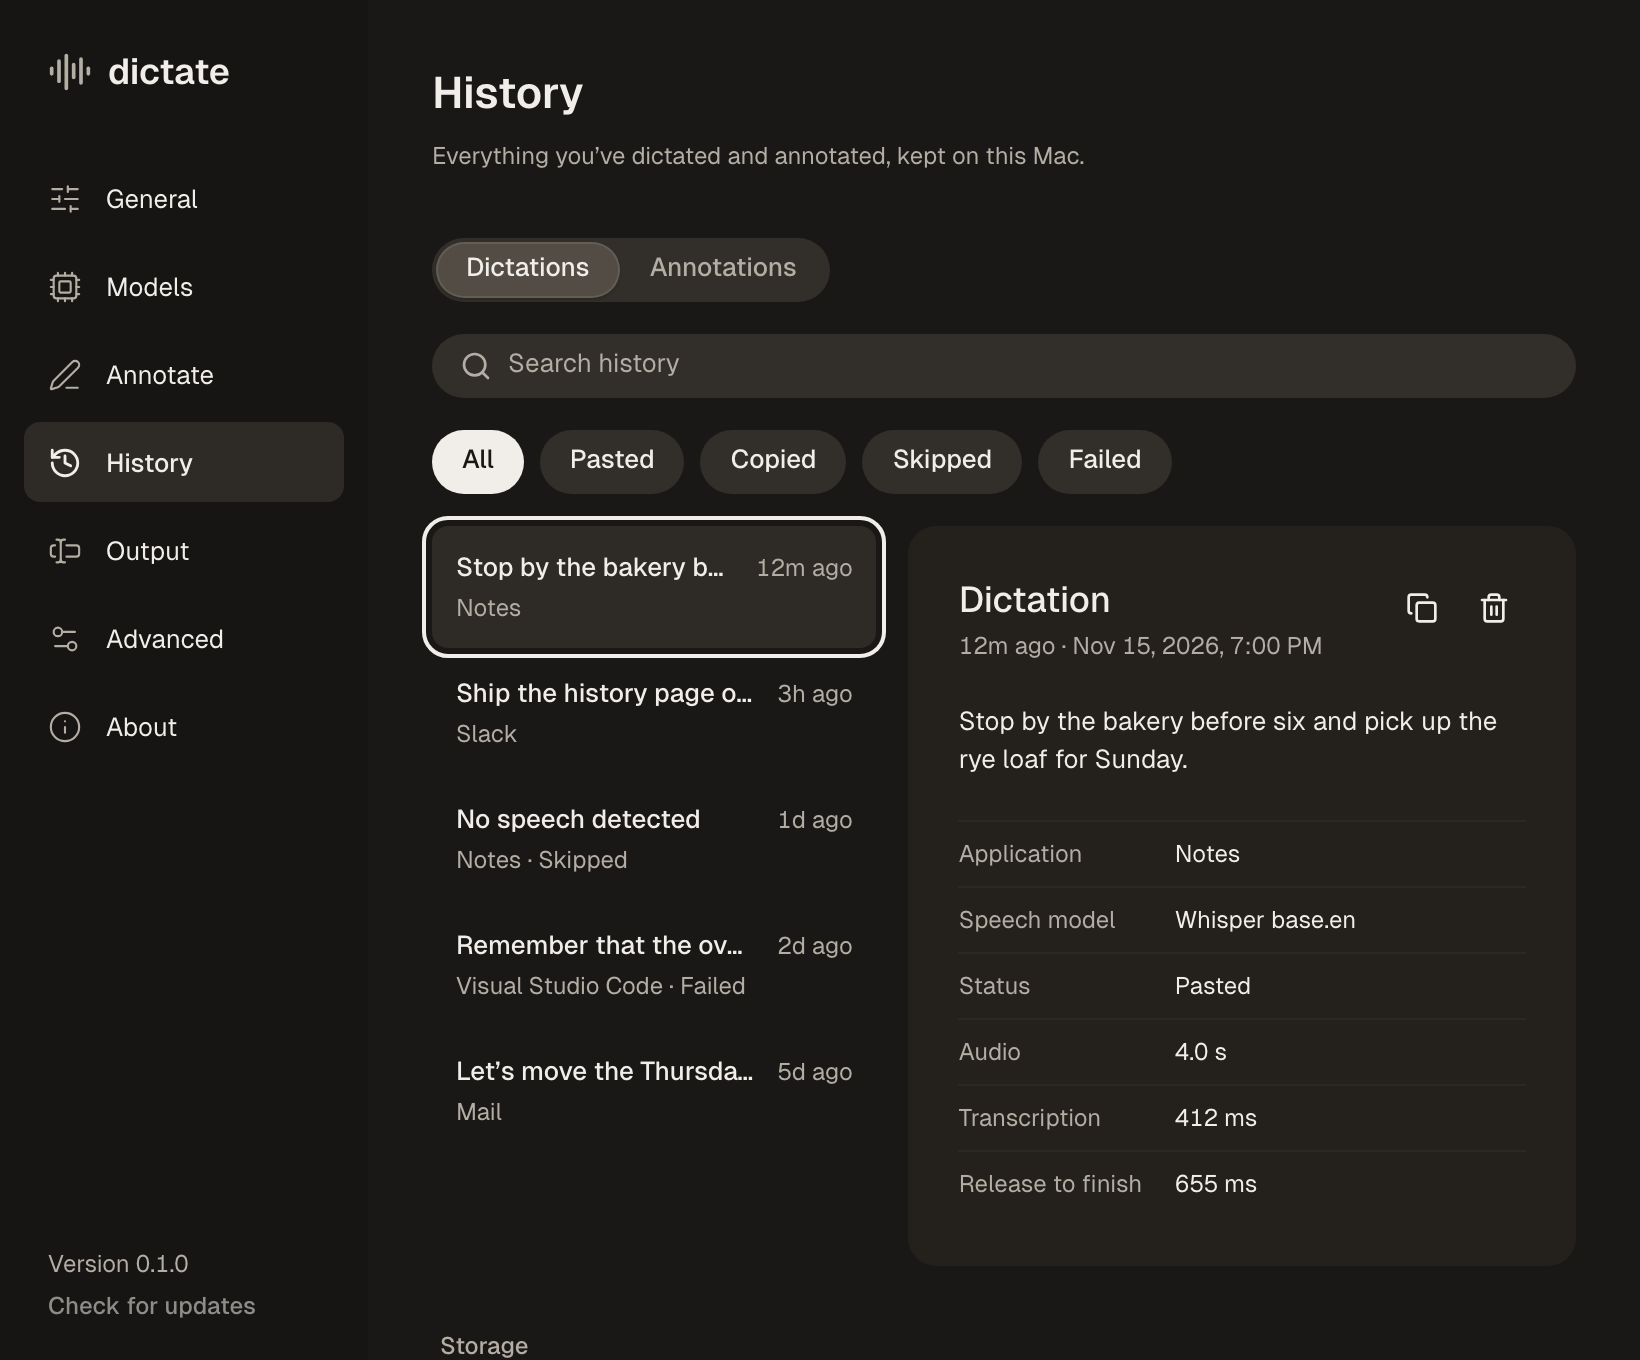 dictate
General
Models
Annotate
History
Output
Advanced
About
Version 0.1.0
Check for updates
History
Everything you’ve dictated and annotated, kept on this Mac.
Dictations Annotations
Search history
All Pasted Copied Skipped Failed
Stop by the bakery b... 12m ago
Notes
Ship the history page o... 3h ago
Slack
No speech detected 1d ago
Notes · Skipped
Remember that the ov... 2d ago
Visual Studio Code · Failed
Let’s move the Thursda... 5d ago
Mail
Dictation
12m ago · Nov 15, 2026, 7:00 PM
Stop by the bakery before six and pick up the
rye loaf for Sunday.
Application Notes
Speech model Whisper base.en
Status Pasted
Audio 4.0 s
Transcription 412 ms
Release to finish 655 ms
Storage